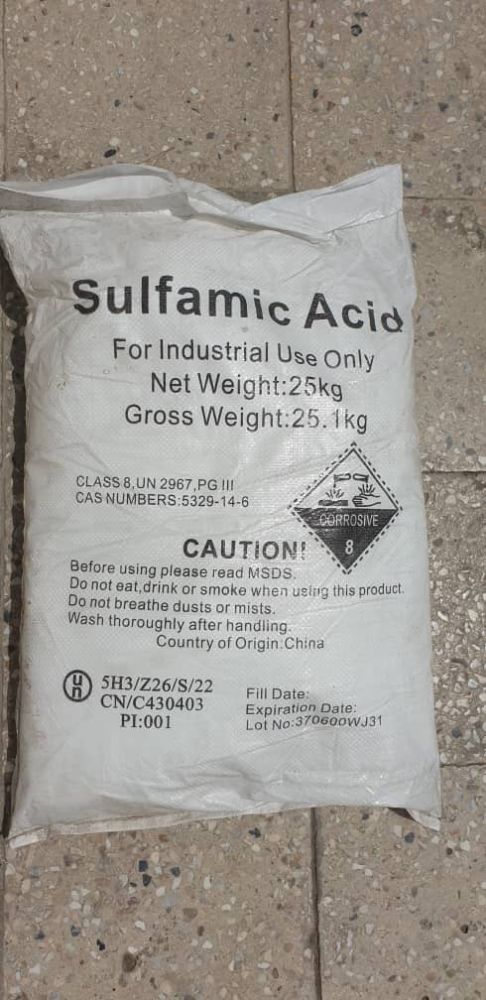 Sulfamic Acid
For Industrial Use Only
Net Weight:25kg
Gross Weight:25.1kg
CLASS 8,UN 2967,PG III
CAS NUMBERS:5329-14-6
CORROSIVE
8
CAUTION!
Before using please read MSDS.
Do not eat,drink or smoke when using this product.
Do not breathe dusts or mists.
Wash thoroughly after handling.
Country of Origin:China
un
5H3/Z26/S/22
CN/C430403
PI:001
Fill Date:
Expiration Date:
Lot No:370600WJ31